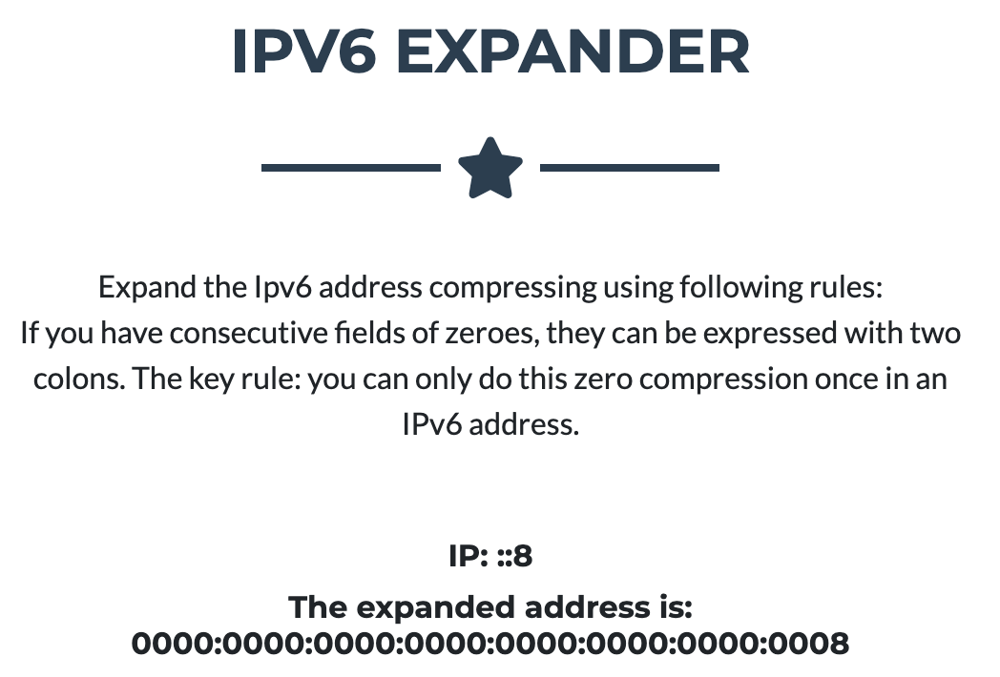 IPV6 EXPANDER
Expand the Ipv6 address compressing using following rules:
If you have consecutive fields of zeroes, they can be expressed with two
colons. The key rule: you can only do this zero compression once in an
IPv6 address.
IP: ::8
The expanded address is:
0000:0000:0000:0000:0000:0000:0000:0008